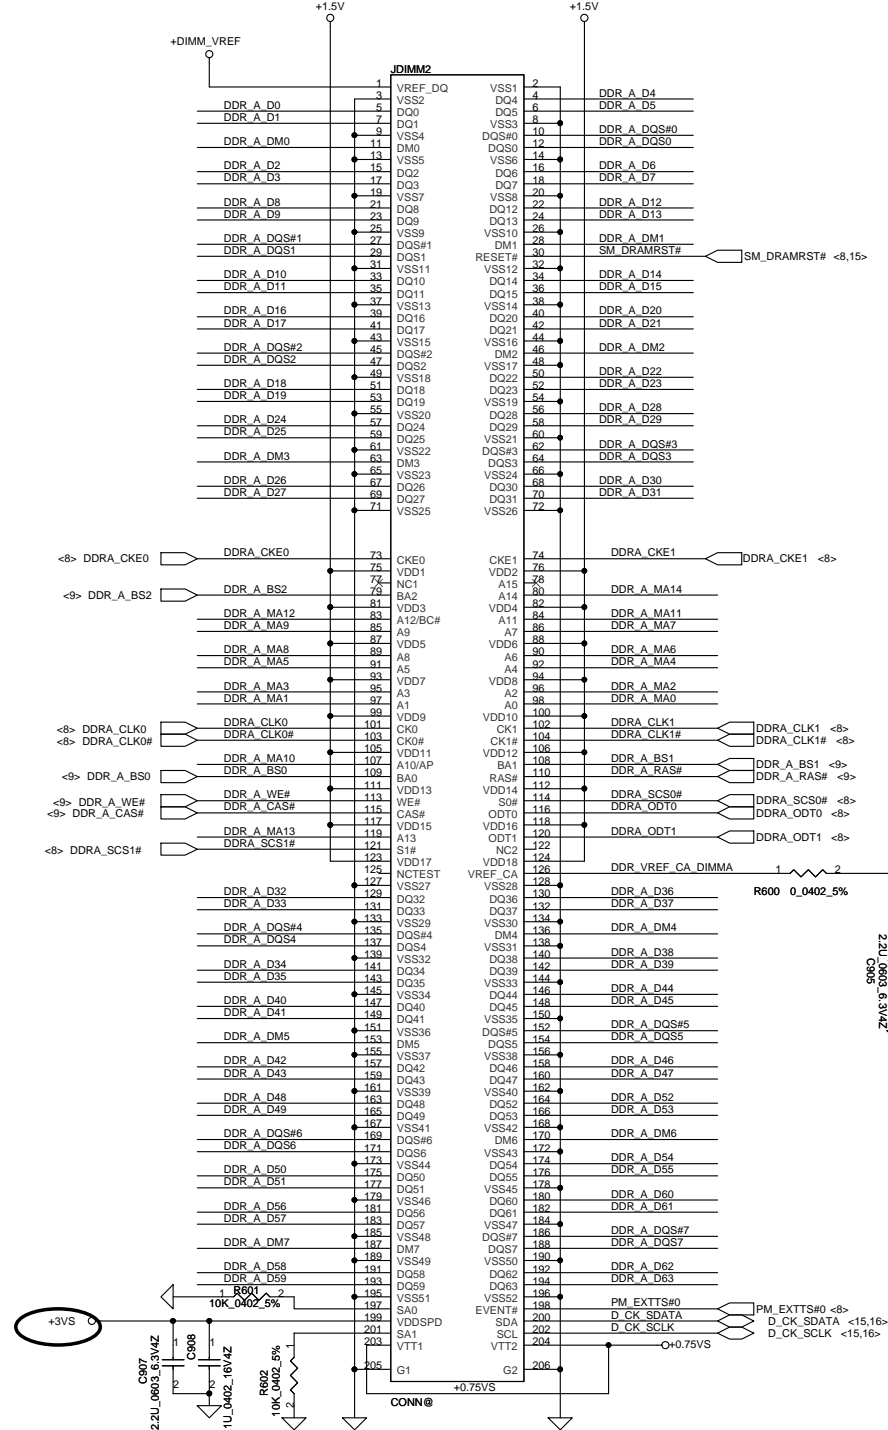 +1.5V +1.5V
+DIMM_VREF
JDIMM2
1 VREF_DQ VSS1 2
3 VSS2 DQ4 4 DDR_A_D4
DDR_A_D0 5 DQ0 DQ5 6 DDR_A_D5
DDR_A_D1 7 DQ1 VSS3 8
9 VSS4 DQS#0 10 DDR_A_DQS#0
DDR_A_DM0 11 DM0 DQS0 12 DDR_A_DQS0
13 VSS5 VSS6 14
DDR_A_D2 15 DQ2 DQ6 16 DDR_A_D6
DDR_A_D3 17 DQ3 DQ7 18 DDR_A_D7
19 VSS7 VSS8 20
DDR_A_D8 21 DQ8 DQ12 22 DDR_A_D12
DDR_A_D9 23 DQ9 DQ13 24 DDR_A_D13
25 VSS9 VSS10 26
DDR_A_DQS#1 27 DQS#1 DM1 28 DDR_A_DM1
DDR_A_DQS1 29 DQS1 RESET# 30 SM_DRAMRST# SM_DRAMRST# <8,15>
31 VSS11 VSS12 32
DDR_A_D10 33 DQ10 DQ14 34 DDR_A_D14
DDR_A_D11 35 DQ11 DQ15 36 DDR_A_D15
37 VSS13 VSS14 38
DDR_A_D16 39 DQ16 DQ20 40 DDR_A_D20
DDR_A_D17 41 DQ17 DQ21 42 DDR_A_D21
43 VSS15 VSS16 44
DDR_A_DQS#2 45 DQS#2 DM2 46 DDR_A_DM2
DDR_A_DQS2 47 DQS2 VSS17 48
49 VSS18 DQ22 50 DDR_A_D22
DDR_A_D18 51 DQ18 DQ23 52 DDR_A_D23
DDR_A_D19 53 DQ19 VSS19 54
55 VSS20 DQ28 56 DDR_A_D28
DDR_A_D24 57 DQ24 DQ29 58 DDR_A_D29
DDR_A_D25 59 DQ25 VSS21 60
61 VSS22 DQS#3 62 DDR_A_DQS#3
DDR_A_DM3 63 DM3 DQS3 64 DDR_A_DQS3
65 VSS23 VSS24 66
DDR_A_D26 67 DQ26 DQ30 68 DDR_A_D30
DDR_A_D27 69 DQ27 DQ31 70 DDR_A_D31
71 VSS25 VSS26 72
<8> DDRA_CKE0 DDRA_CKE0 73 CKE0 CKE1 74 DDRA_CKE1 DDRA_CKE1 <8>
75 VDD1 VDD2 76
77 NC1 A15 78
<9> DDR_A_BS2 DDR_A_BS2 79 BA2 A14 80 DDR_A_MA14
81 VDD3 VDD4 82
DDR_A_MA12 83 A12/BC# A11 84 DDR_A_MA11
DDR_A_MA9 85 A9 A7 86 DDR_A_MA7
87 VDD5 VDD6 88
DDR_A_MA8 89 A8 A6 90 DDR_A_MA6
DDR_A_MA5 91 A5 A4 92 DDR_A_MA4
93 VDD7 VDD8 94
DDR_A_MA3 95 A3 A2 96 DDR_A_MA2
DDR_A_MA1 97 A1 A0 98 DDR_A_MA0
99 VDD9 VDD10 100
<8> DDRA_CLK0 DDRA_CLK0 101 CK0 CK1 102 DDRA_CLK1 DDRA_CLK1 <8>
<8> DDRA_CLK0# DDRA_CLK0# 103 CK0# CK1# 104 DDRA_CLK1# DDRA_CLK1# <8>
105 VDD11 VDD12 106
DDR_A_MA10 107 A10/AP BA1 108 DDR_A_BS1 DDR_A_BS1 <9>
<9> DDR_A_BS0 DDR_A_BS0 109 BA0 RAS# 110 DDR_A_RAS# DDR_A_RAS# <9>
111 VDD13 VDD14 112
<9> DDR_A_WE# DDR_A_WE# 113 WE# S0# 114 DDRA_SCS0# DDRA_SCS0# <8>
<9> DDR_A_CAS# DDR_A_CAS# 115 CAS# ODT0 116 DDRA_ODT0 DDRA_ODT0 <8>
117 VDD15 VDD16 118
DDR_A_MA13 119 A13 ODT1 120 DDRA_ODT1 DDRA_ODT1 <8>
<8> DDRA_SCS1# DDRA_SCS1# 121 S1# NC2 122
123 VDD17 VDD18 124
125 NCTEST VREF_CA 126 DDR_VREF_CA_DIMMA 1 2
R600 0_0402_5%
127 VSS27 VSS28 128
DDR_A_D32 129 DQ32 DQ36 130 DDR_A_D36
DDR_A_D33 131 DQ33 DQ37 132 DDR_A_D37
133 VSS29 VSS30 134
DDR_A_DQS#4 135 DQS#4 DM4 136 DDR_A_DM4
DDR_A_DQS4 137 DQS4 VSS31 138
139 VSS32 DQ38 140 DDR_A_D38
DDR_A_D34 141 DQ34 DQ39 142 DDR_A_D39
DDR_A_D35 143 DQ35 VSS33 144
145 VSS34 DQ44 146 DDR_A_D44
DDR_A_D40 147 DQ40 DQ45 148 DDR_A_D45
DDR_A_D41 149 DQ41 VSS35 150
151 VSS36 DQS#5 152 DDR_A_DQS#5
DDR_A_DM5 153 DM5 DQS5 154 DDR_A_DQS5
155 VSS37 VSS38 156
DDR_A_D42 157 DQ42 DQ46 158 DDR_A_D46
DDR_A_D43 159 DQ43 DQ47 160 DDR_A_D47
161 VSS39 VSS40 162
DDR_A_D48 163 DQ48 DQ52 164 DDR_A_D52
DDR_A_D49 165 DQ49 DQ53 166 DDR_A_D53
167 VSS41 VSS42 168
DDR_A_DQS#6 169 DQS#6 DM6 170 DDR_A_DM6
DDR_A_DQS6 171 DQS6 VSS43 172
173 VSS44 DQ54 174 DDR_A_D54
DDR_A_D50 175 DQ50 DQ55 176 DDR_A_D55
DDR_A_D51 177 DQ51 VSS45 178
179 VSS46 DQ60 180 DDR_A_D60
DDR_A_D56 181 DQ56 DQ61 182 DDR_A_D61
DDR_A_D57 183 DQ57 VSS47 184
185 VSS48 DQS#7 186 DDR_A_DQS#7
DDR_A_DM7 187 DM7 DQS7 188 DDR_A_DQS7
189 VSS49 VSS50 190
DDR_A_D58 191 DQ58 DQ62 192 DDR_A_D62
DDR_A_D59 193 DQ59 DQ63 194 DDR_A_D63
1 R601 2 195 VSS51 VSS52 196
10K_0402_5% 197 SA0 EVENT# 198 PM_EXTTS#0 PM_EXTTS#0 <8>
+3VS 199 VDDSPD SDA 200 D_CK_SDATA D_CK_SDATA <15,16>
201 SA1 SCL 202 D_CK_SCLK D_CK_SCLK <15,16>
203 VTT1 VTT2 204 +0.75VS
205 G1 G2 206
+0.75VS
CONN@
C907
2.2U_0603_6.3V4Z
1
2
C908
1U_0402_16V4Z
1
2
R602
10K_0402_5%
1
2
2.2U_0603_6.3V4Z
C905